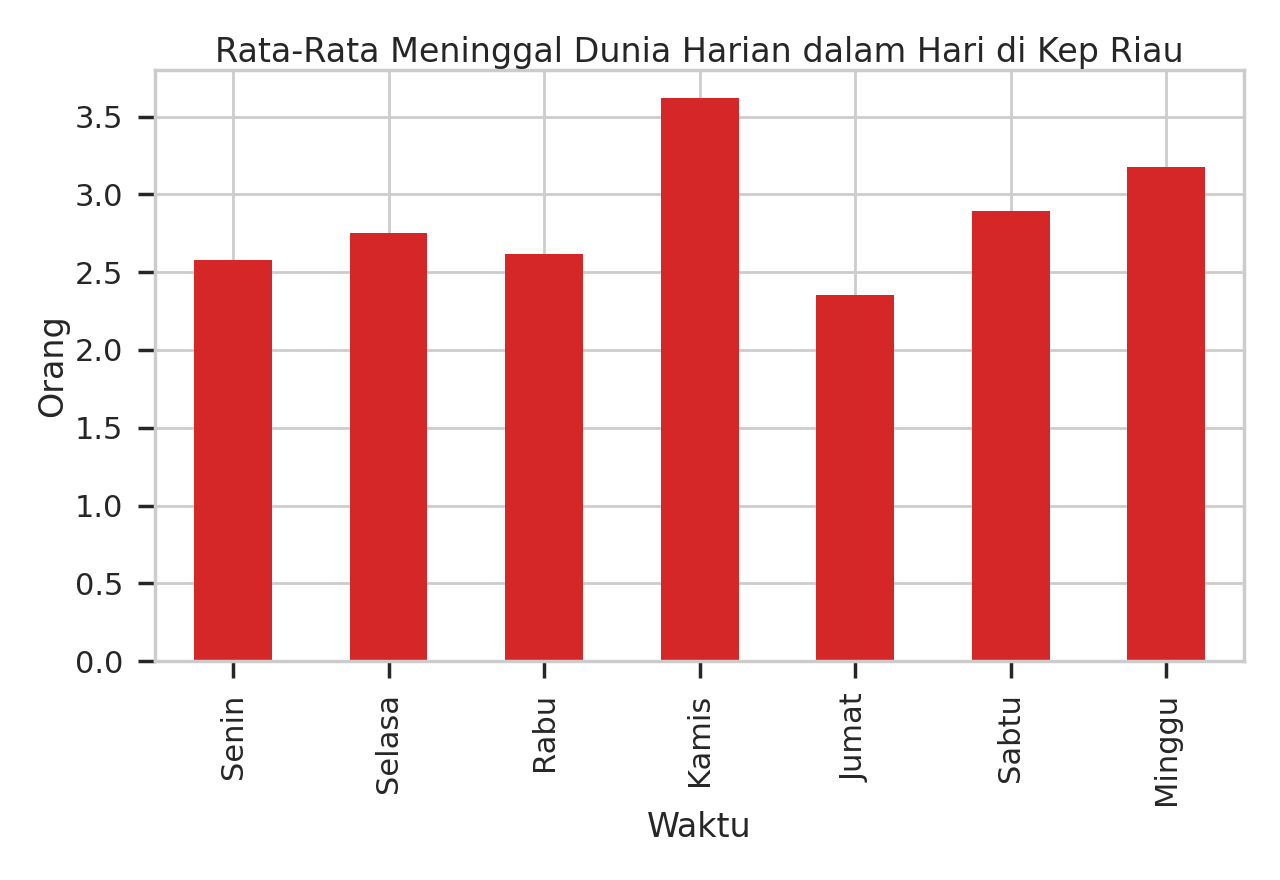 Rata-Rata Meninggal Dunia Harian dalam Hari di Kep Riau
3.5
3.0
2.5
2.0
1.5
1.0
0.5
0.0
Orang
Senin
Selasa
Rabu
Kamis
Jumat
Sabtu
Minggu
Waktu